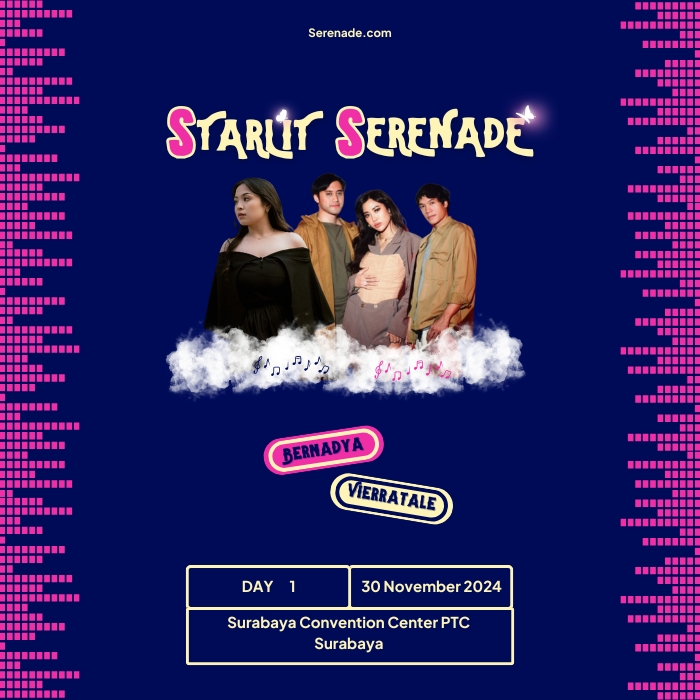 Serenade.com
STARLIT SERENADE
BERNADYA
VIERRATALE
DAY 1
30 November 2024
Surabaya Convention Center PTC
Surabaya